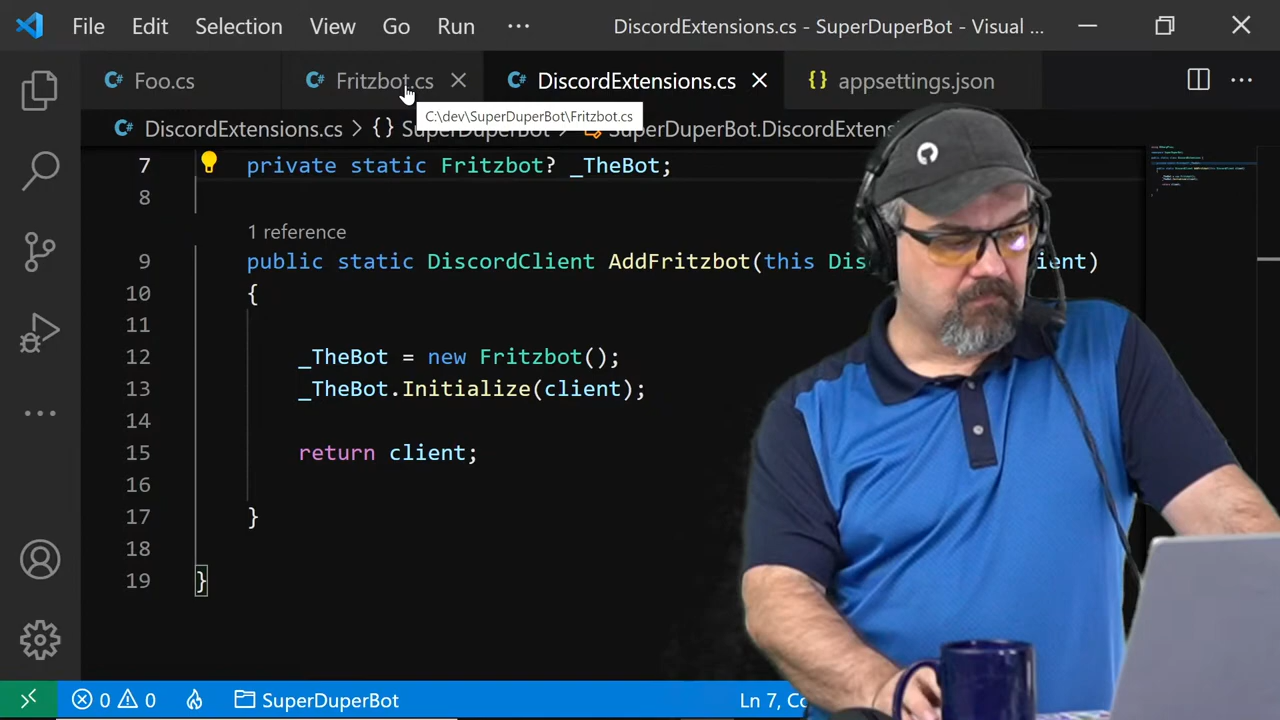 File Edit Selection View Go Run ··· DiscordExtensions.cs - SuperDuperBot - Visual ...
C# Foo.cs C# Fritzbot.cs C# DiscordExtensions.cs {} appsettings.json
C:\dev\SuperDuperBot\Fritzbot.cs
C# DiscordExtensions.cs > {} SuperDuperBot > SuperDuperBot.DiscordExtens
7 private static Fritzbot? _TheBot;
8
1 reference
9 public static DiscordClient AddFritzbot(this Dis ient)
10 {
11
12 _TheBot = new Fritzbot();
13 _TheBot.Initialize(client);
14
15 return client;
16
17 }
18
19 }
0 0 SuperDuperBot Ln 7, Co